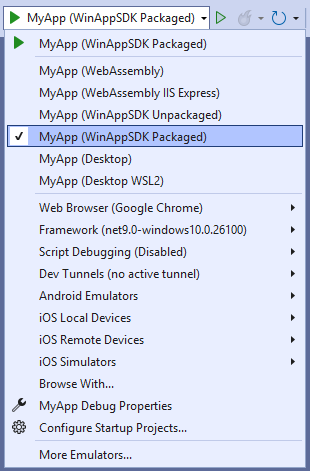 MyApp (WinAppSDK Packaged)
MyApp (WinAppSDK Packaged)
MyApp (WebAssembly)
MyApp (WebAssembly IIS Express)
MyApp (WinAppSDK Unpackaged)
MyApp (WinAppSDK Packaged)
MyApp (Desktop)
MyApp (Desktop WSL2)
Web Browser (Google Chrome)
Framework (net9.0-windows10.0.26100)
Script Debugging (Disabled)
Dev Tunnels (no active tunnel)
Android Emulators
iOS Local Devices
iOS Remote Devices
iOS Simulators
Browse With...
MyApp Debug Properties
Configure Startup Projects...
More Emulators...